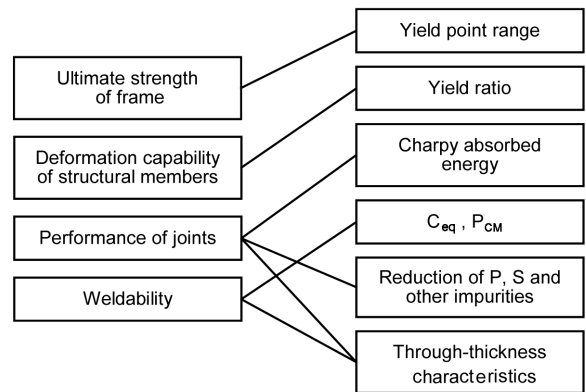 Ultimate strength
of frame
Deformation capability
of structural members
Performance of joints
Weldability
Yield point range
Yield ratio
Charpy absorbed
energy
Ceq , PCM
Reduction of P, S and
other impurities
Through-thickness
characteristics